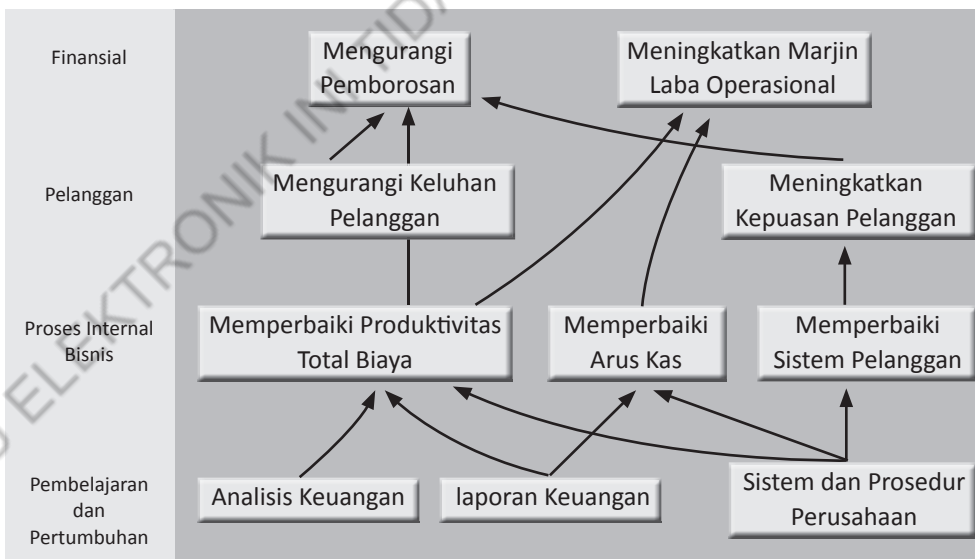 Finansial
Mengurangi
Pemborosan
Meningkatkan Marjin
Laba Operasional
Pelanggan
Mengurangi Keluhan
Pelanggan
Meningkatkan
Kepuasan Pelanggan
Proses Internal
Bisnis
Memperbaiki Produktivitas
Total Biaya
Memperbaiki
Arus Kas
Memperbaiki
Sistem Pelanggan
Pembelajaran
dan
Pertumbuhan
Analisis Keuangan
laporan Keuangan
Sistem dan Prosedur
Perusahaan
ELEKTRONIK INI